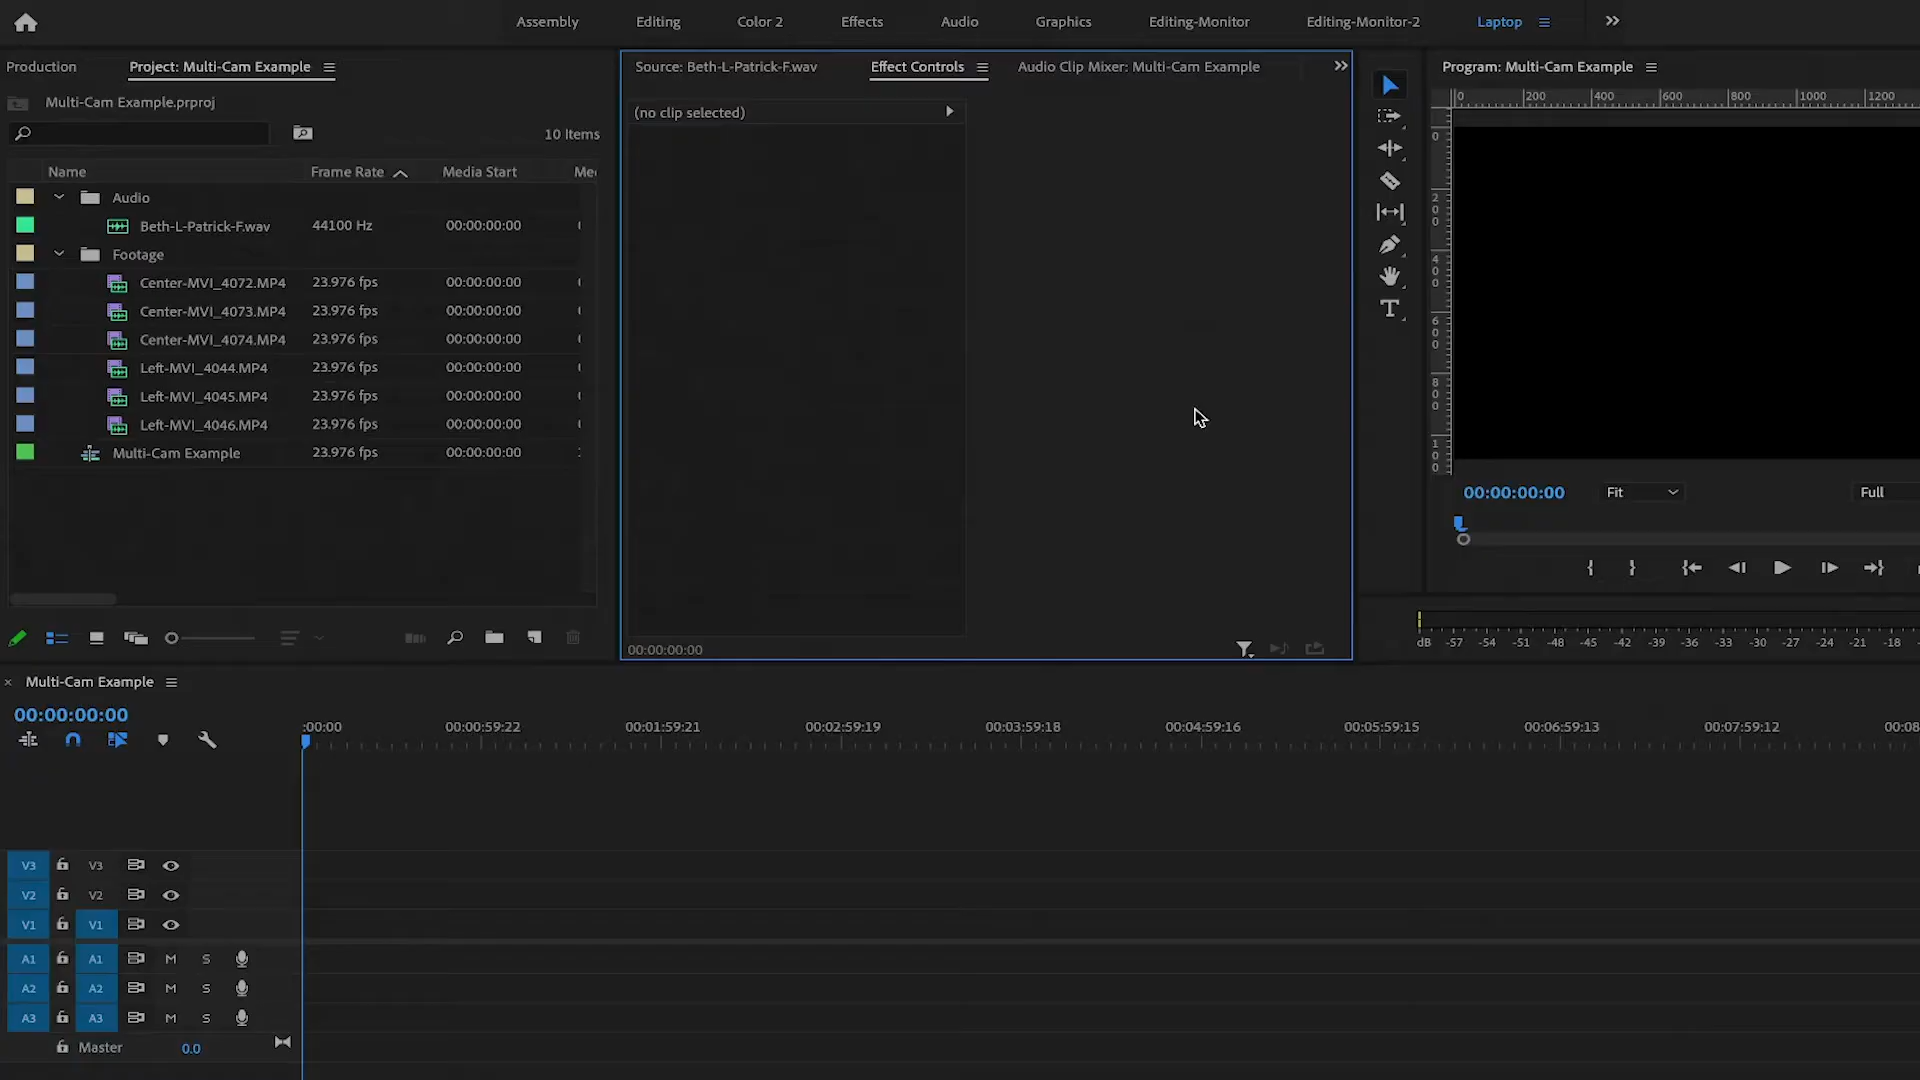 Assembly Editing Color 2 Effects Audio Graphics Editing-Monitor Editing-Monitor-2 Laptop
Production Project: Multi-Cam Example
Multi-Cam Example.prproj
10 Items
Name Frame Rate Media Start
Audio
Beth-L-Patrick-F.wav 44100 Hz 00:00:00:00
Footage
Center-MVI_4072.MP4 23.976 fps 00:00:00:00
Center-MVI_4073.MP4 23.976 fps 00:00:00:00
Center-MVI_4074.MP4 23.976 fps 00:00:00:00
Left-MVI_4044.MP4 23.976 fps 00:00:00:00
Left-MVI_4045.MP4 23.976 fps 00:00:00:00
Left-MVI_4046.MP4 23.976 fps 00:00:00:00
Multi-Cam Example 23.976 fps 00:00:00:00
Source: Beth-L-Patrick-F.wav Effect Controls Audio Clip Mixer: Multi-Cam Example
(no clip selected)
00:00:00:00
Program: Multi-Cam Example
0 200 400 600 800 1000 1200
0
200
400
600
800
00:00:00:00 Fit Full
dB -57 -54 -51 -48 -45 -42 -39 -36 -33 -30 -27 -24 -21 -18
Multi-Cam Example
00:00:00:00
:00:00 00:00:59:22 00:01:59:21 00:02:59:19 00:03:59:18 00:04:59:16 00:05:59:15 00:06:59:13 00:07:59:12
V3 V3
V2 V2
V1 V1
A1 A1 M S
A2 A2 M S
A3 A3 M S
Master 0.0